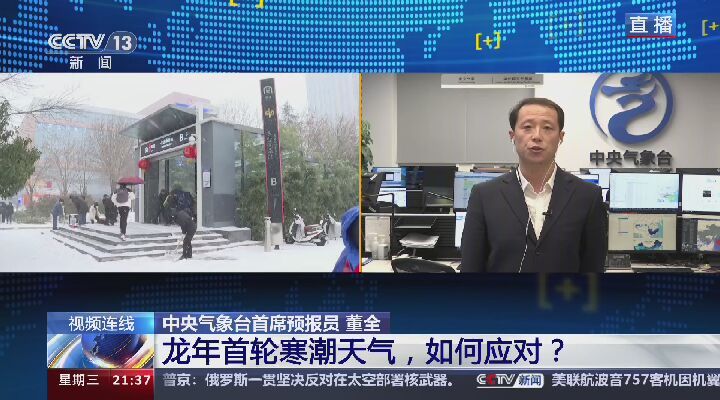 CCTV 13
新闻
直播
B
B
中央气象台
视频连线
中央气象台首席预报员 董全
龙年首轮寒潮天气，如何应对？
星期三 21:37
普京：俄罗斯一贯坚决反对在太空部署核武器。 CCTV 新闻 美联航波音757客机因机翼